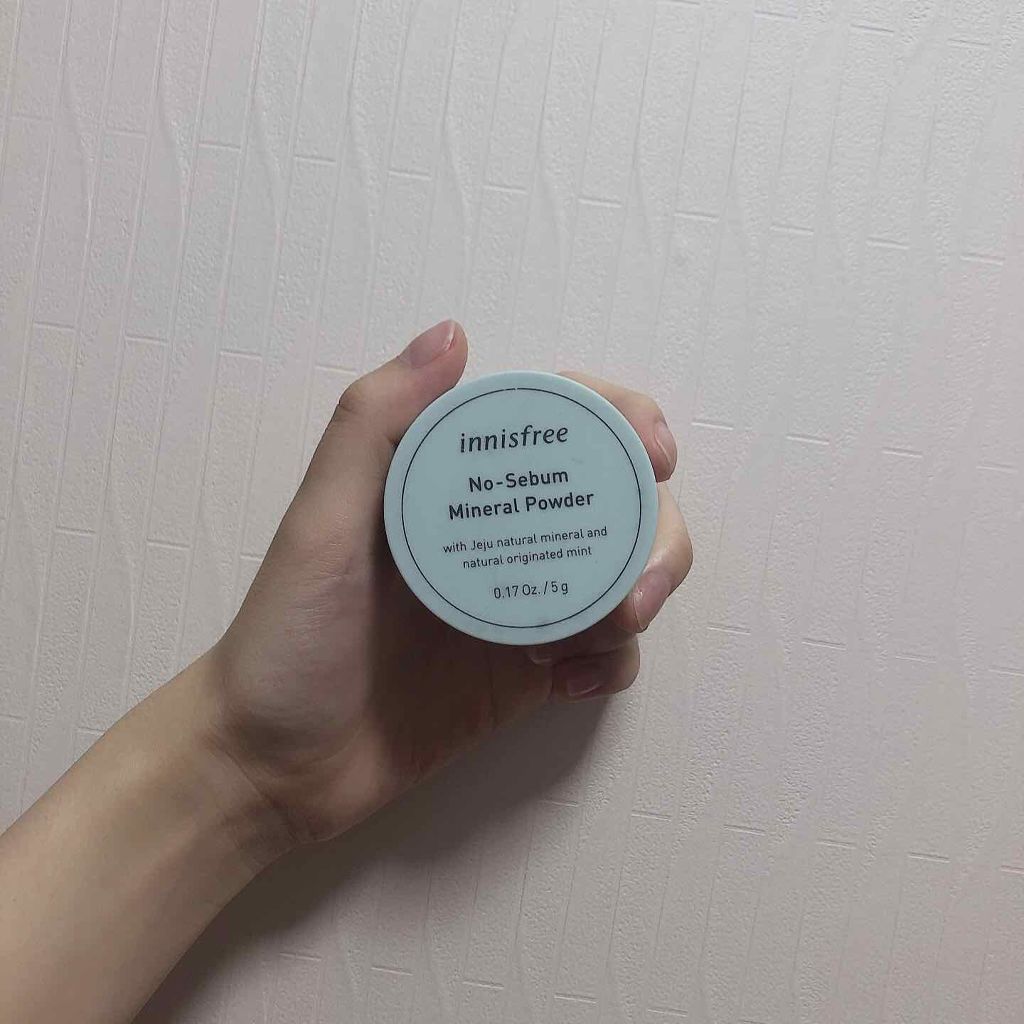 innisfree
No-Sebum
Mineral Powder
with Jeju natural mineral and
natural originated mint
0.17 Oz. / 5 g